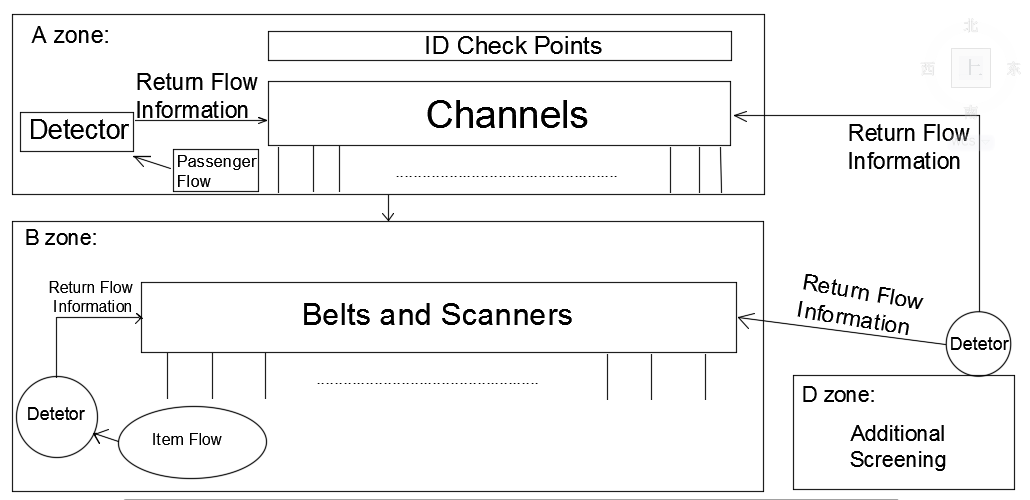 A zone:
ID Check Points
Return Flow
Information
Channels
Detector
Passenger
Flow
Return Flow
Information
北
西
上
东
南
B zone:
Return Flow
Information
Belts and Scanners
Return Flow
Information
Detetor
Detetor
Item Flow
D zone:
Additional
Screening